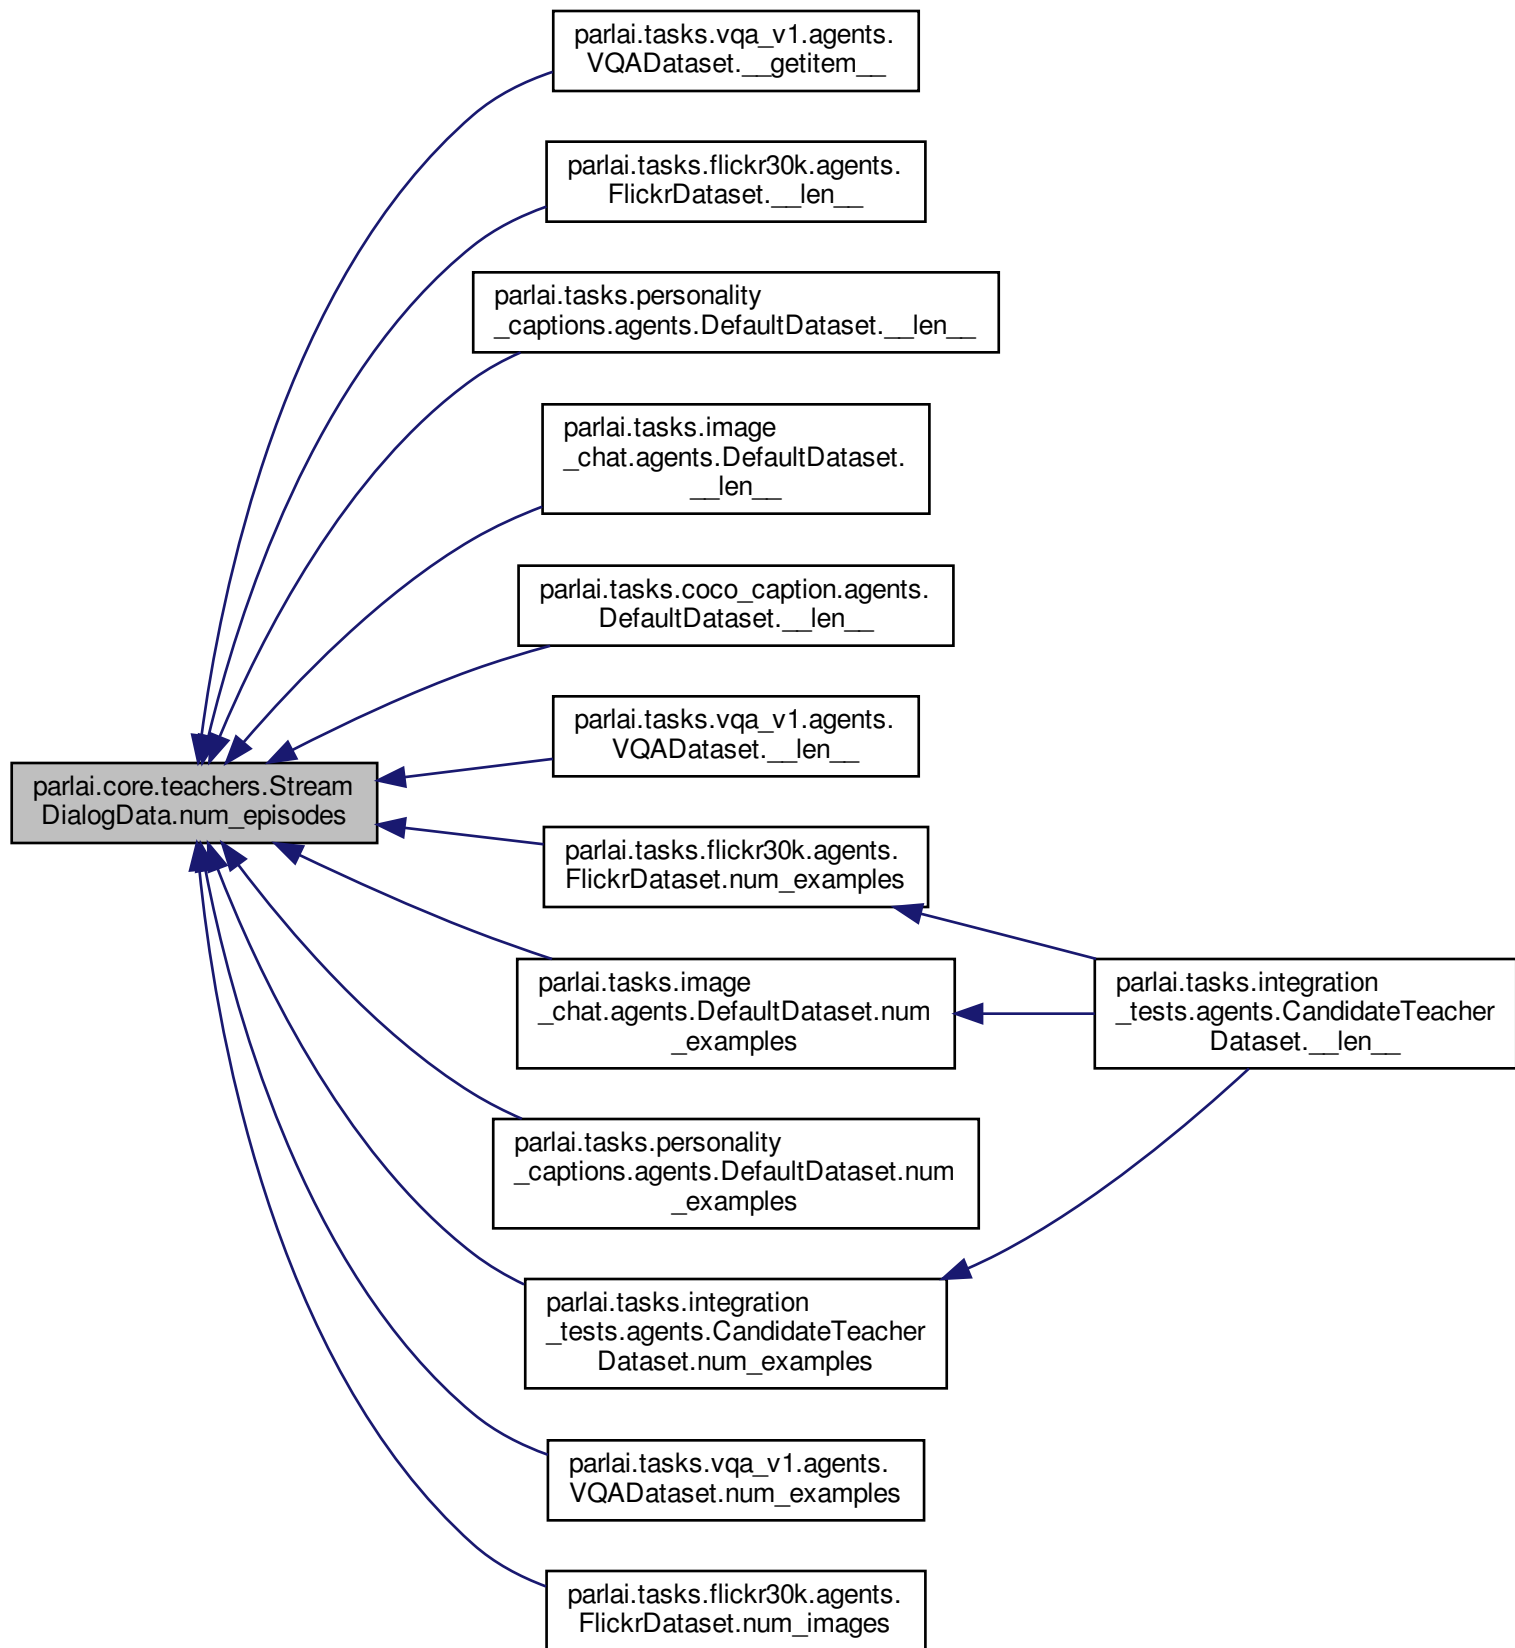 parlai.tasks.vqa_v1.agents.
VQADataset.__getitem__
parlai.tasks.flickr30k.agents.
FlickrDataset.__len__
parlai.tasks.personality
_captions.agents.DefaultDataset.__len__
parlai.tasks.image
_chat.agents.DefaultDataset.
__len__
parlai.tasks.coco_caption.agents.
DefaultDataset.__len__
parlai.tasks.vqa_v1.agents.
VQADataset.__len__
parlai.core.teachers.Stream
DialogData.num_episodes
parlai.tasks.flickr30k.agents.
FlickrDataset.num_examples
parlai.tasks.image
_chat.agents.DefaultDataset.num
_examples
parlai.tasks.integration
_tests.agents.CandidateTeacher
Dataset.__len__
parlai.tasks.personality
_captions.agents.DefaultDataset.num
_examples
parlai.tasks.integration
_tests.agents.CandidateTeacher
Dataset.num_examples
parlai.tasks.vqa_v1.agents.
VQADataset.num_examples
parlai.tasks.flickr30k.agents.
FlickrDataset.num_images